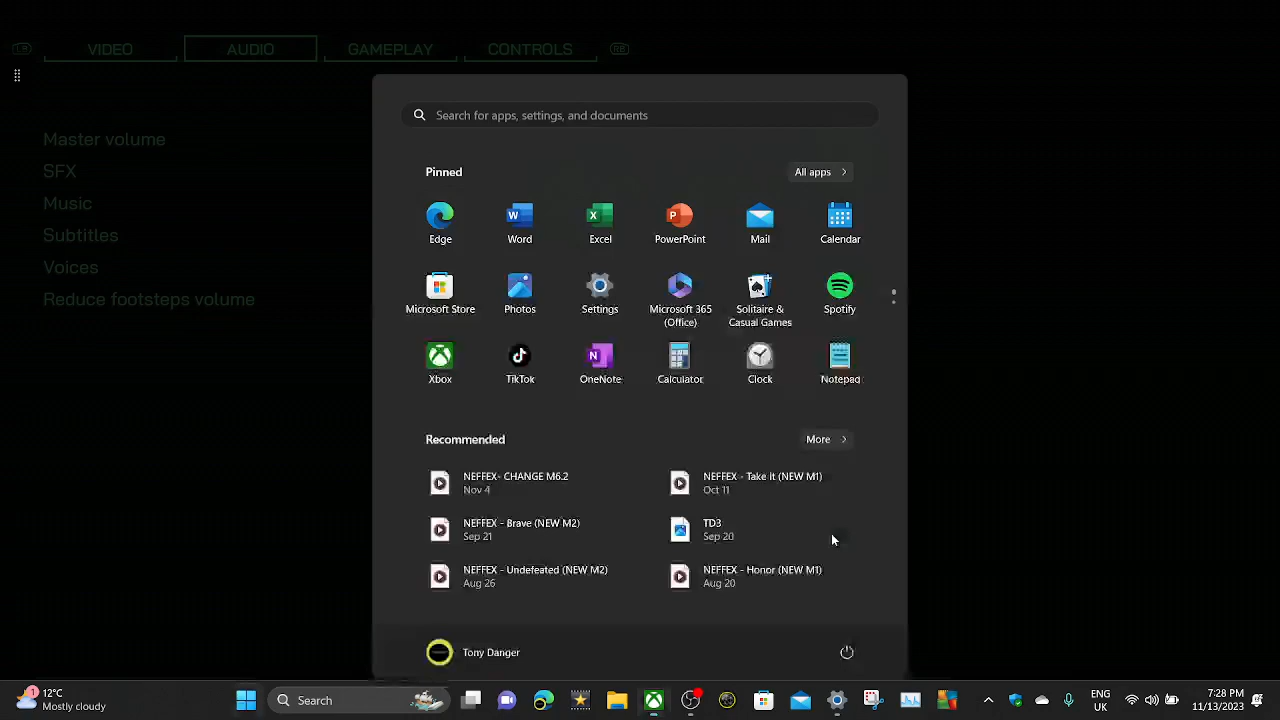 LB VIDEO AUDIO GAMEPLAY CONTROLS RB
Master volume
SFX
Music
Subtitles
Voices
Reduce footsteps volume
Search for apps, settings, and documents
Pinned
All apps
Edge
Word
Excel
PowerPoint
Mail
Calendar
Microsoft Store
Photos
Settings
Microsoft 365
(Office)
Solitaire &
Casual Games
Spotify
Xbox
TikTok
OneNote
Calculator
Clock
Notepad
Recommended
More
NEFFEX- CHANGE M6.2
Nov 4
NEFFEX - Take It (NEW M1)
Oct 11
NEFFEX - Brave (NEW M2)
Sep 21
TD3
Sep 20
NEFFEX - Undefeated (NEW M2)
Aug 26
NEFFEX - Honor (NEW M1)
Aug 20
Tony Danger
1
12°C
Mostly cloudy
Search
ENG
UK
7:28 PM
11/13/2023